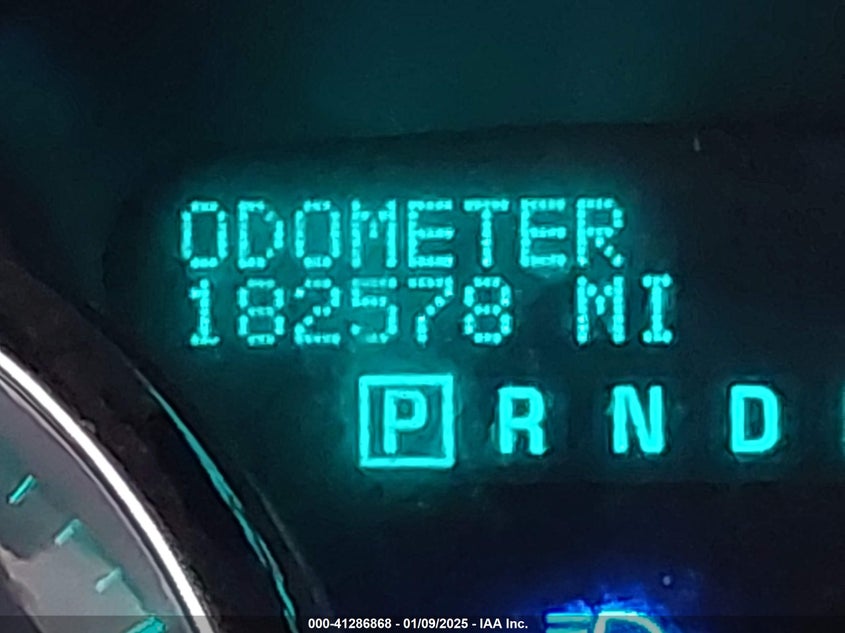 ODOMETER
182578 MI
P R N D
000-41286868 - 01/09/2025 - IAA Inc.